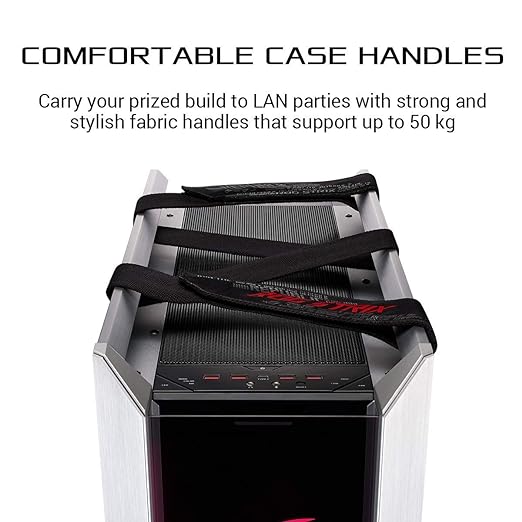 COMFORTABLE CASE HANDLES
Carry your prized build to LAN parties with strong and
stylish fabric handles that support up to 50 kg